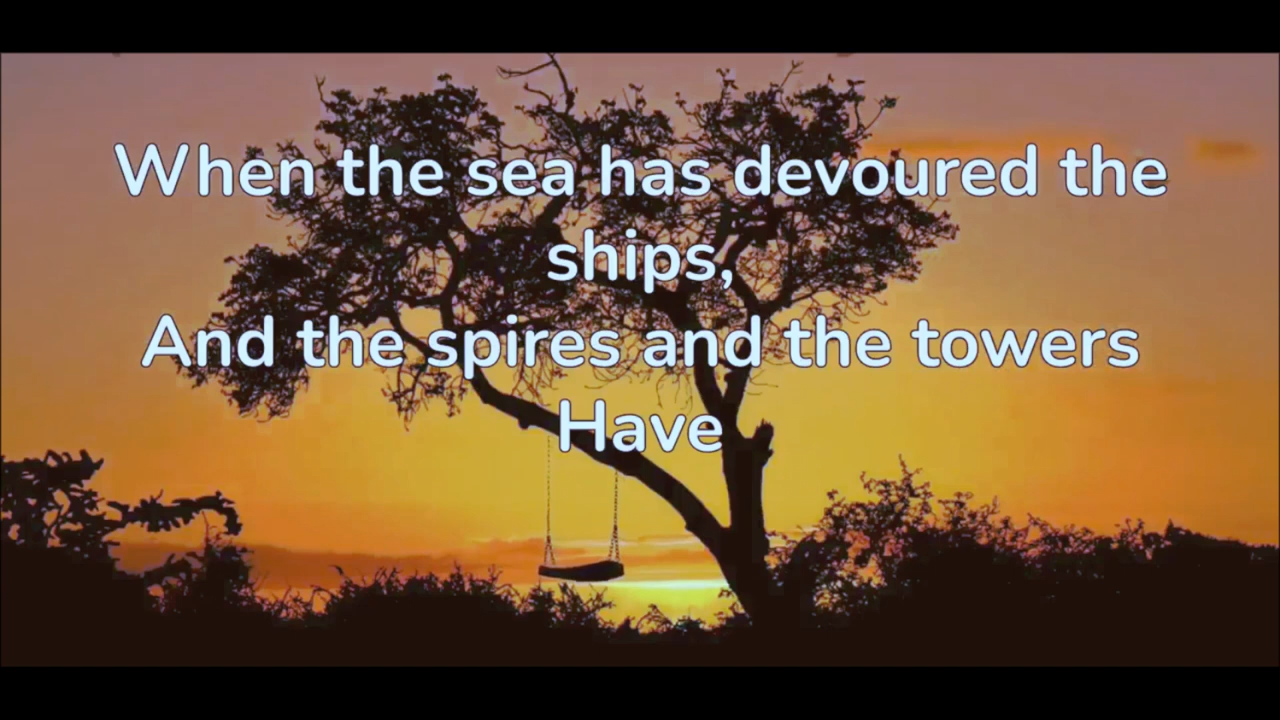 When the sea has devoured the
ships,
And the spires and the towers
Have